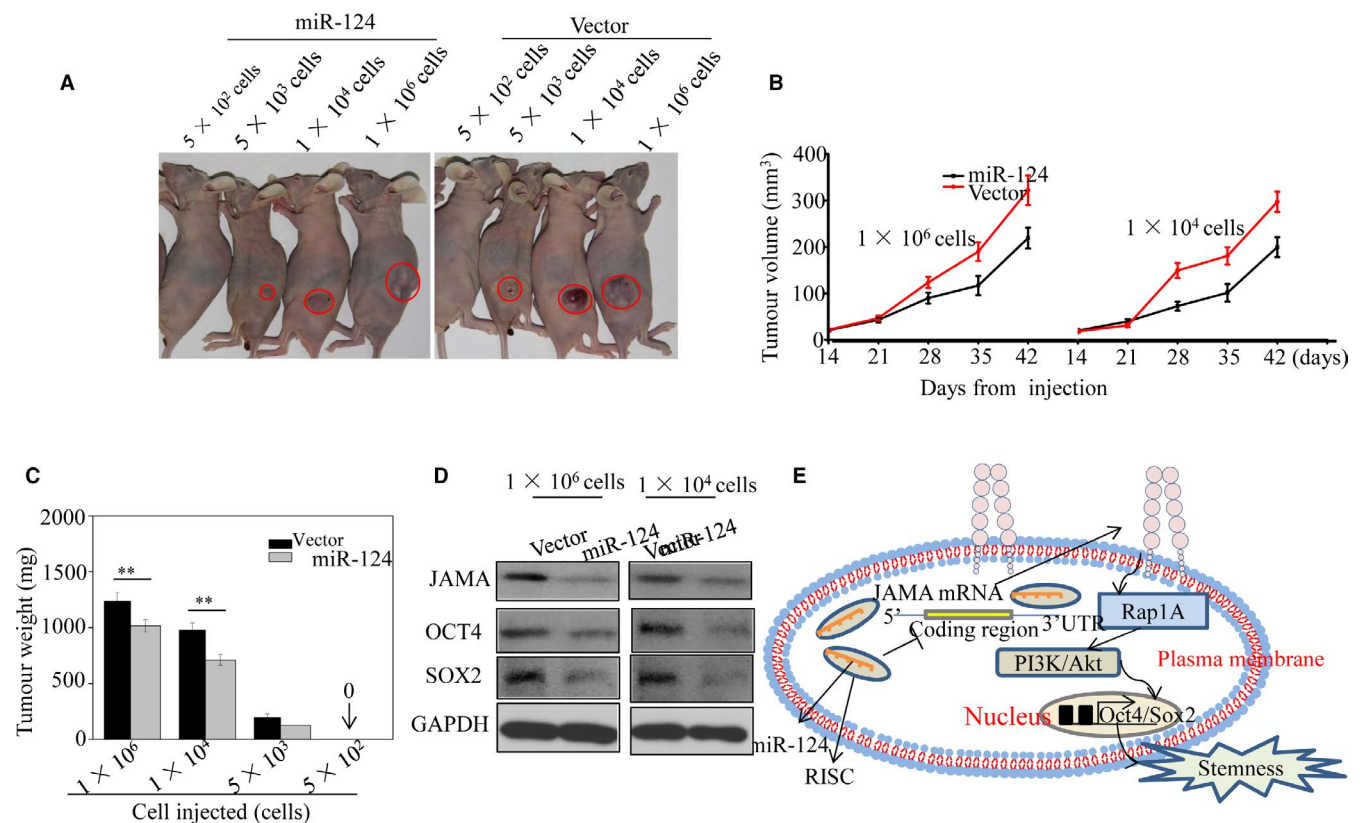 A
miR-124
5 × 10² cells
5 × 10³ cells
1 × 10⁴ cells
1 × 10⁶ cells
Vector
5 × 10² cells
5 × 10³ cells
1 × 10⁴ cells
1 × 10⁶ cells
B
Tumour volume (mm³)
400
300
200
100
0
miR-124
Vector
1 × 10⁶ cells
1 × 10⁴ cells
14 21 28 35 42 14 21 28 35 42 (days)
Days from injection
C
Tumour weight (mg)
2000
1500
1000
500
0
Vector
miR-124
**
**
0
1 × 10⁶
1 × 10⁴
5 × 10³
5 × 10²
Cell injected (cells)
D
1 × 10⁶ cells
1 × 10⁴ cells
Vector
miR-124
Vector
miR-124
JAMA
OCT4
SOX2
GAPDH
E
JAMA mRNA
5’
Coding region
3’UTR
Rap1A
PI3K/Akt
Plasma membrane
Nucleus
Oct4/Sox2
miR-124
RISC
Stemness